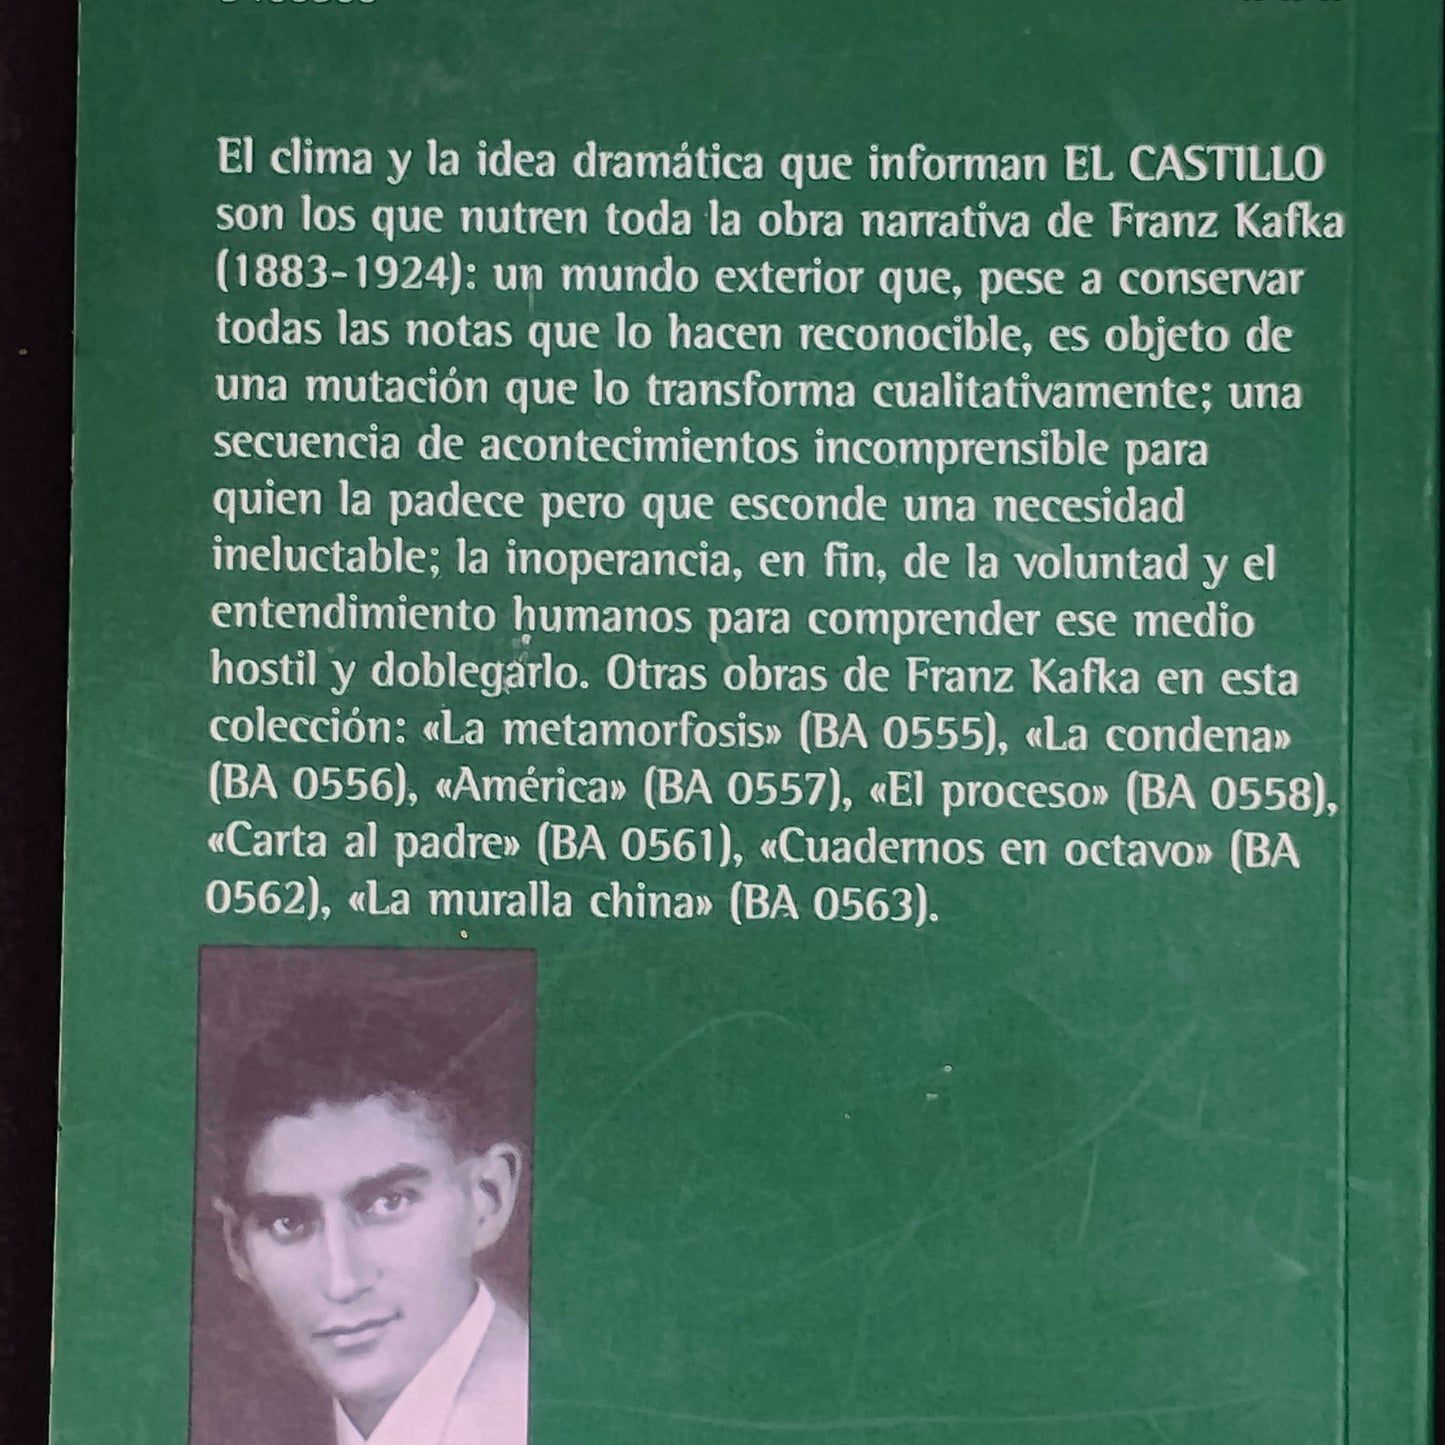 El clima y la idea dramática que informan EL CASTILLO
son los que nutren toda la obra narrativa de Franz Kafka
(1883-1924): un mundo exterior que, pese a conservar
todas las notas que lo hacen reconocible, es objeto de
una mutación que lo transforma cualitativamente; una
secuencia de acontecimientos incomprensible para
quien la padece pero que esconde una necesidad
ineluctable; la inoperancia, en fin, de la voluntad y el
entendimiento humanos para comprender ese medio
hostil y doblegarlo. Otras obras de Franz Kafka en esta
colección: «La metamorfosis» (BA 0555), «La condena»
(BA 0556), «América» (BA 0557), «El proceso» (BA 0558),
«Carta al padre» (BA 0561), «Cuadernos en octavo» (BA
0562), «La muralla china» (BA 0563).